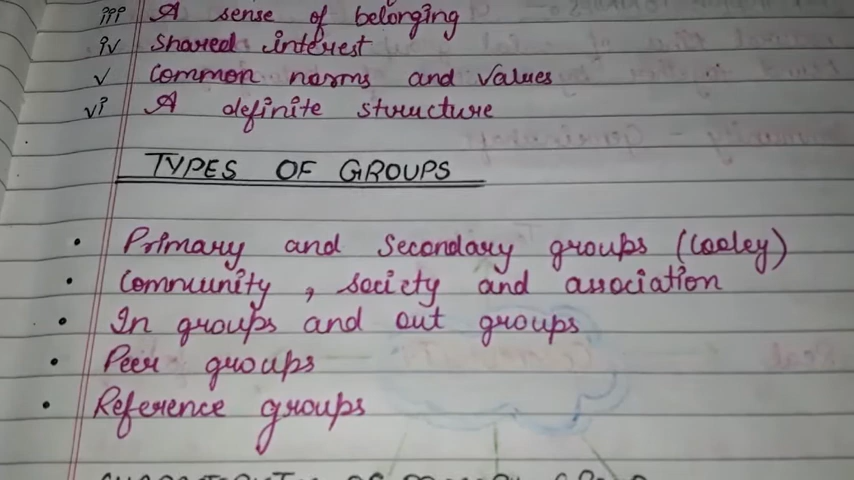 iii A sense of belonging
iv Shared interest
v Common norms and values
vi A definite structure
TYPES OF GROUPS
• Primary and Secondary groups (Cooley)
• Community, society and association
• In groups and out groups
• Peer groups
• Reference groups